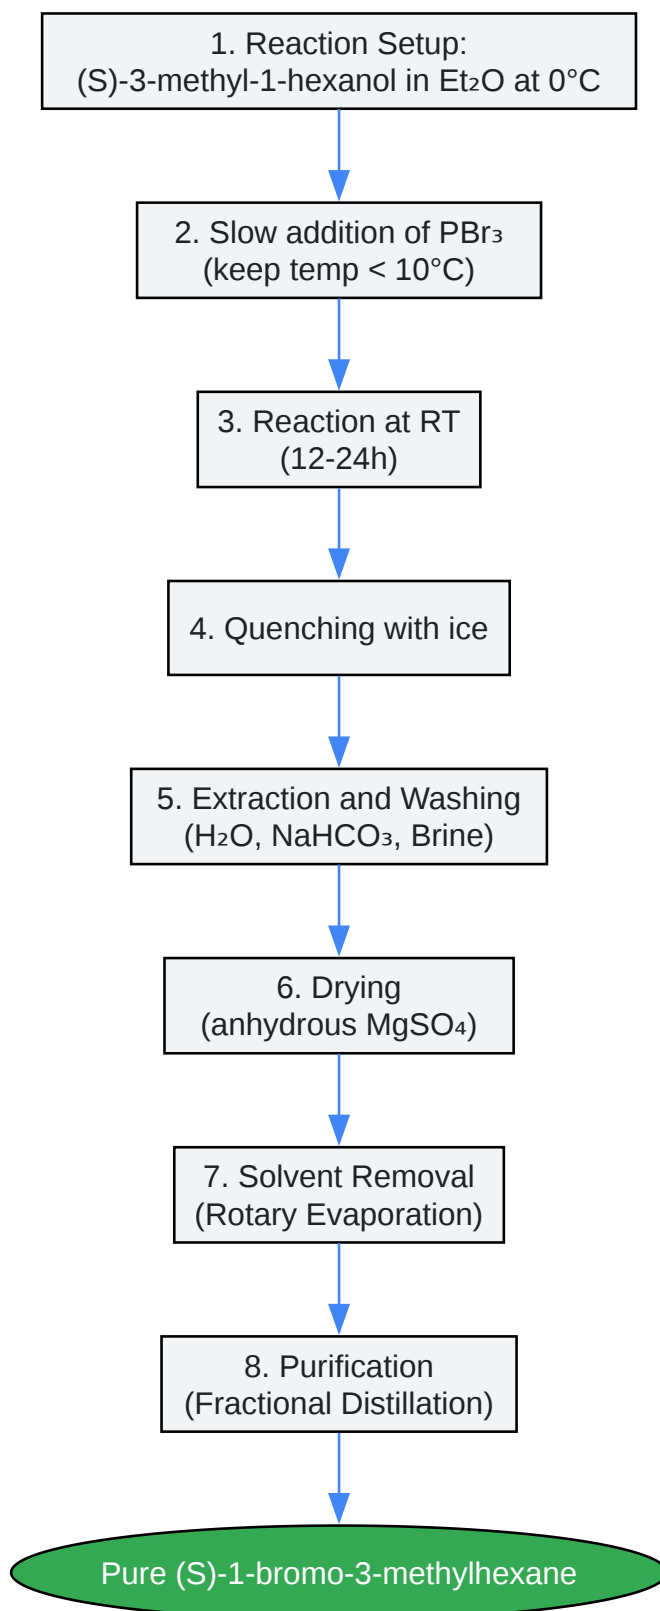 1. Reaction Setup:
(S)-3-methyl-1-hexanol in Et₂O at 0°C
2. Slow addition of PBr₃
(keep temp < 10°C)
3. Reaction at RT
(12-24h)
4. Quenching with ice
5. Extraction and Washing
(H₂O, NaHCO₃, Brine)
6. Drying
(anhydrous MgSO₄)
7. Solvent Removal
(Rotary Evaporation)
8. Purification
(Fractional Distillation)
Pure (S)-1-bromo-3-methylhexane